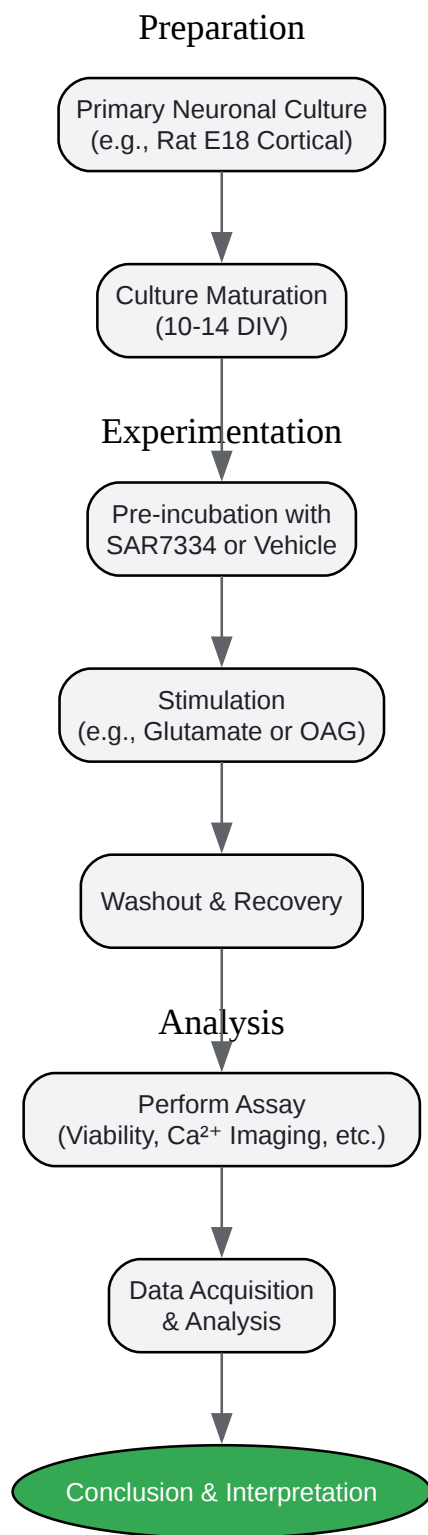 Preparation
Primary Neuronal Culture
(e.g., Rat E18 Cortical)
Culture Maturation
(10-14 DIV)
Experimentation
Pre-incubation with
SAR7334 or Vehicle
Stimulation
(e.g., Glutamate or OAG)
Washout & Recovery
Analysis
Perform Assay
(Viability, Ca²⁺ Imaging, etc.)
Data Acquisition
& Analysis
Conclusion & Interpretation